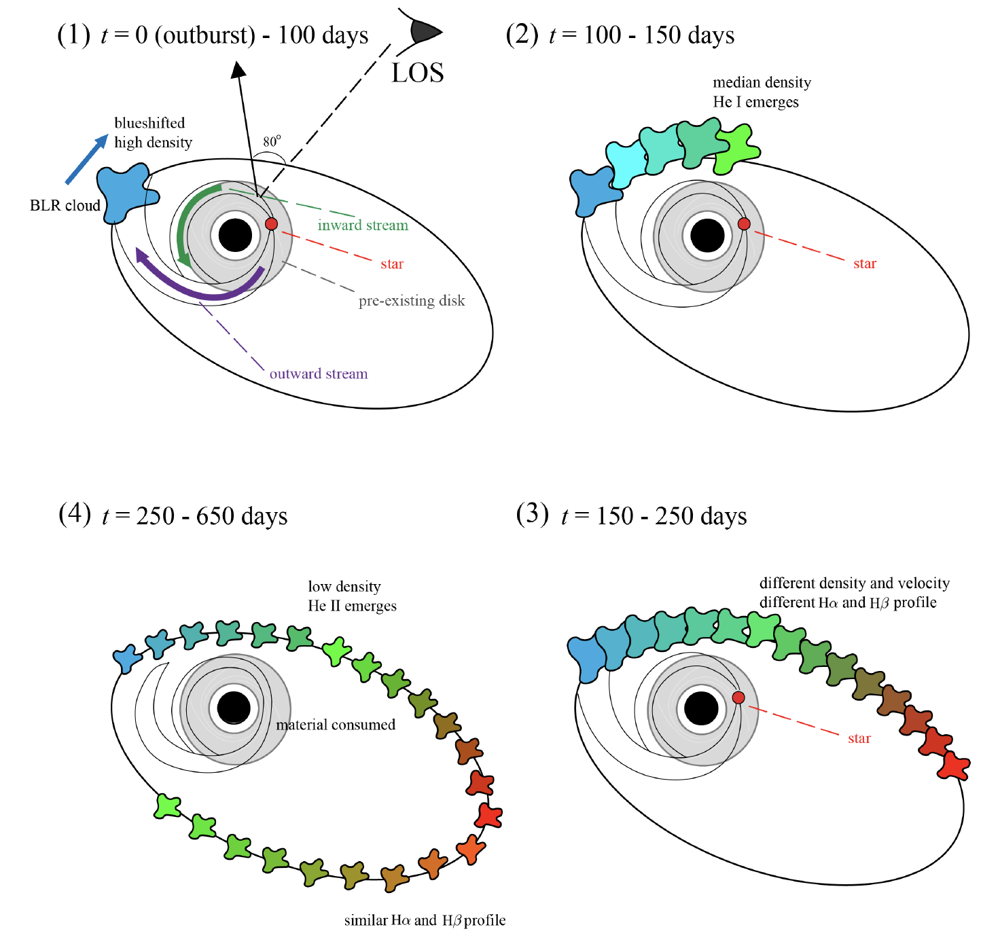 (1) t = 0 (outburst) - 100 days
LOS
blueshifted
high density
80°
BLR cloud
inward stream
star
pre-existing disk
outward stream
(2) t = 100 - 150 days
median density
He I emerges
star
(4) t = 250 - 650 days
low density
He II emerges
material consumed
similar Hα and Hβ profile
(3) t = 150 - 250 days
different density and velocity
different Hα and Hβ profile
star